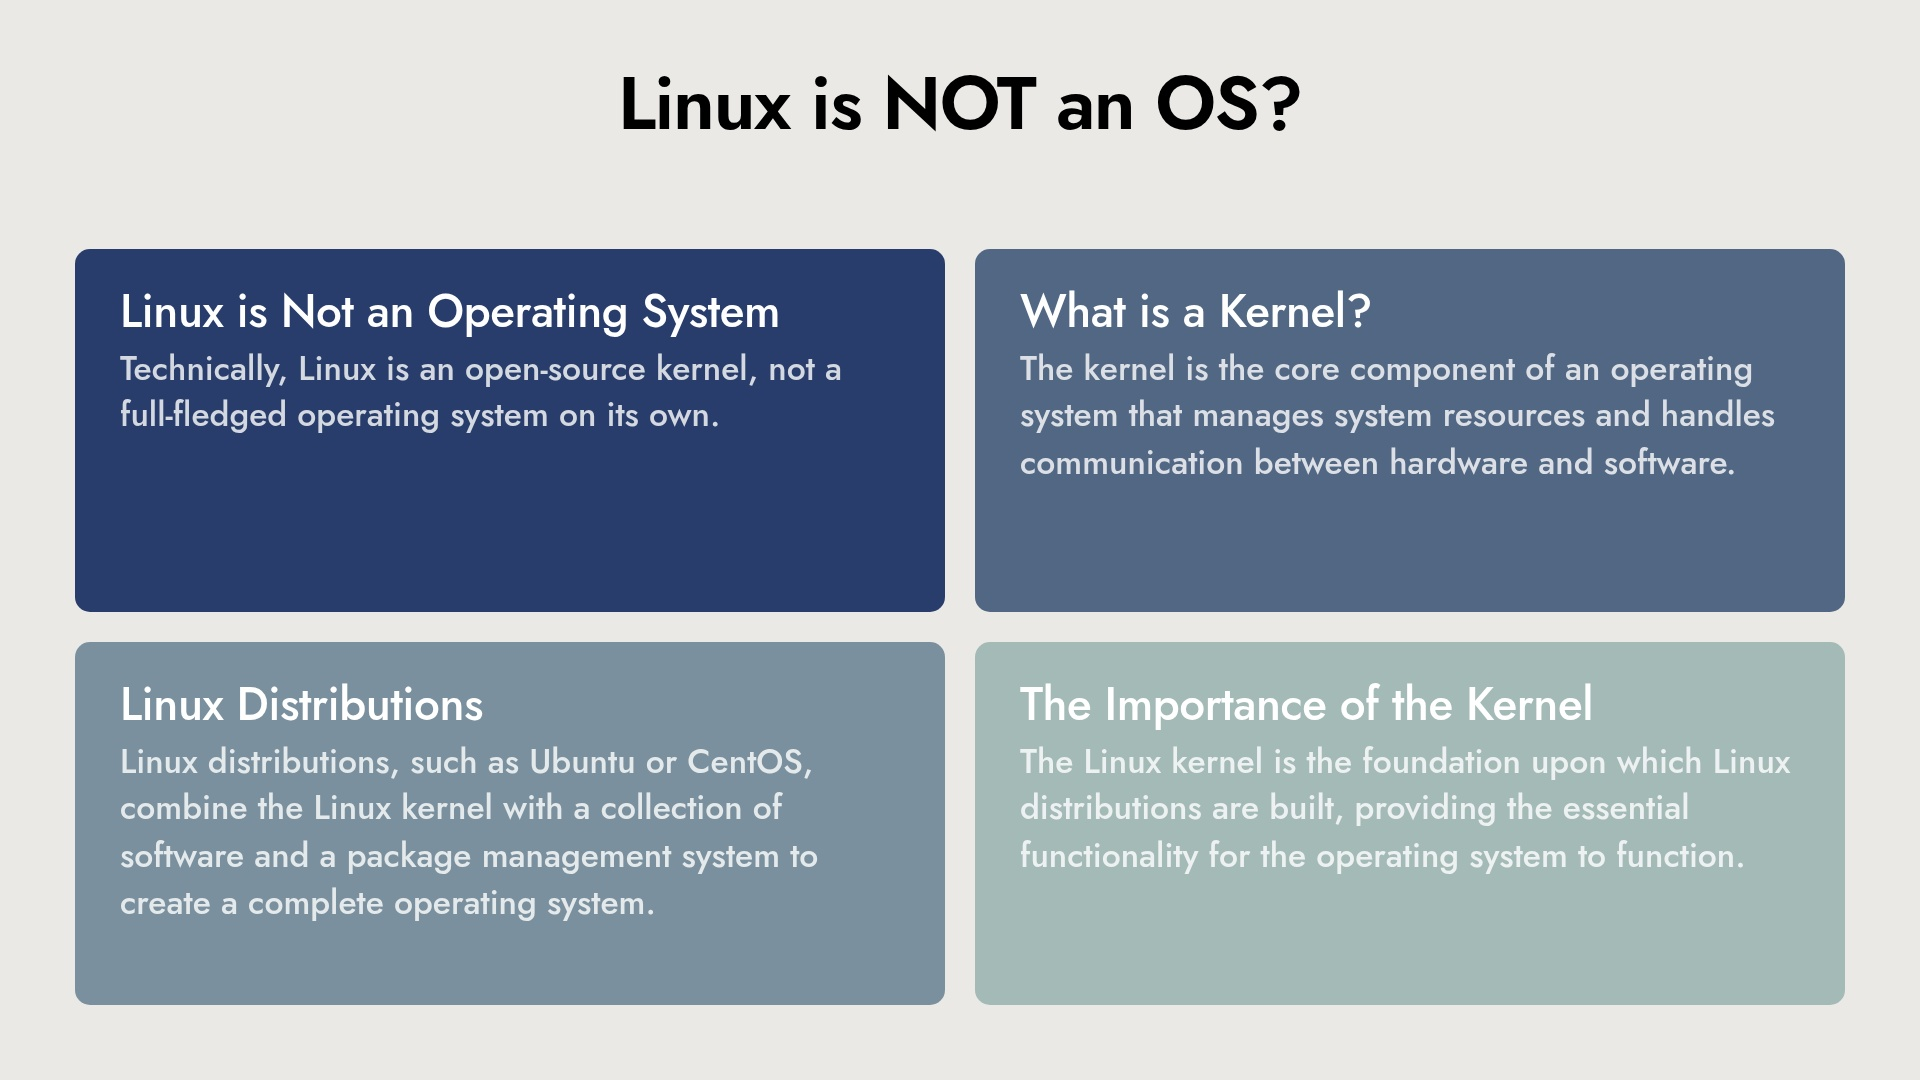 Linux is NOT an OS?
Linux is Not an Operating System
Technically, Linux is an open-source kernel, not a
full-fledged operating system on its own.
What is a Kernel?
The kernel is the core component of an operating
system that manages system resources and handles
communication between hardware and software.
Linux Distributions
Linux distributions, such as Ubuntu or CentOS,
combine the Linux kernel with a collection of
software and a package management system to
create a complete operating system.
The Importance of the Kernel
The Linux kernel is the foundation upon which Linux
distributions are built, providing the essential
functionality for the operating system to function.